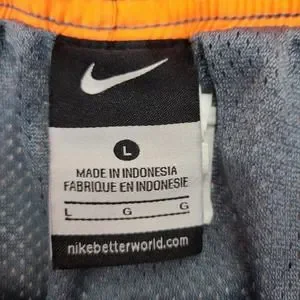 L
MADE IN INDONESIA
FABRIQUE EN INDONESIE
L G G
nikebetterworld.com